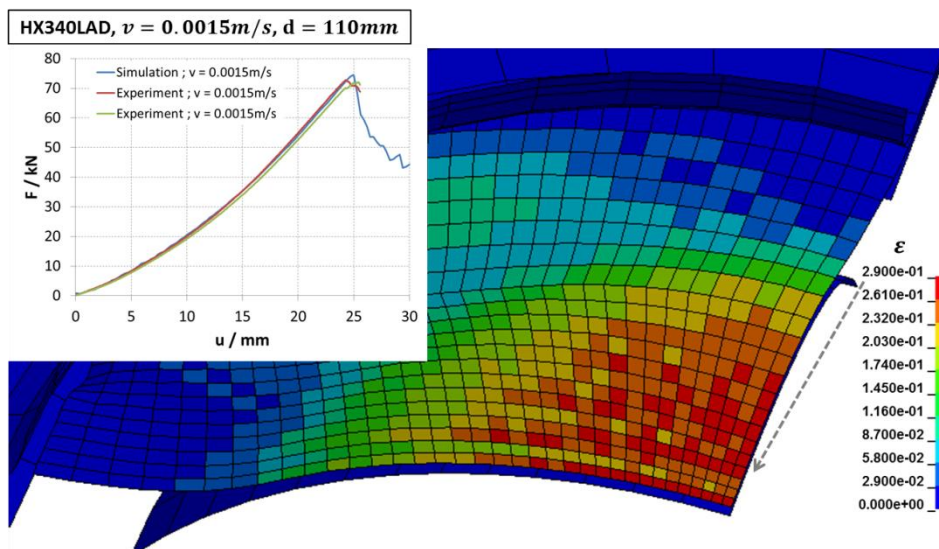 HX340LAD, v = 0.0015m/s, d = 110mm
Simulation ; v = 0.0015m/s
Experiment ; v = 0.0015m/s
Experiment ; v = 0.0015m/s
F / kN
80
70
60
50
40
30
20
10
0
0 5 10 15 20 25 30
u / mm
ε
2.900e-01
2.610e-01
2.320e-01
2.030e-01
1.740e-01
1.450e-01
1.160e-01
8.700e-02
5.800e-02
2.900e-02
0.000e+00